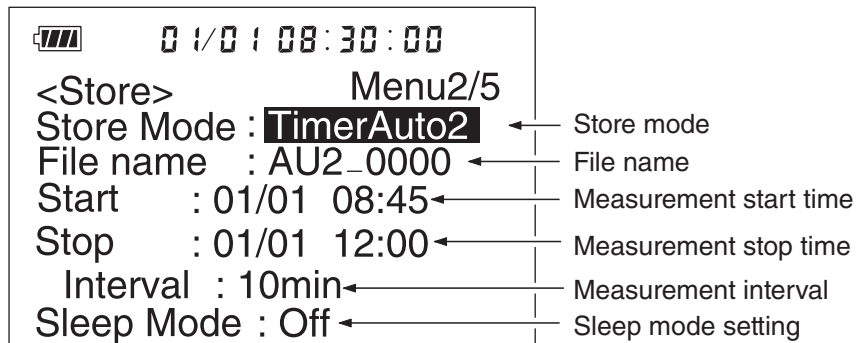 01/01 08:30:00
<Store> Menu2/5
Store Mode : TimerAuto2
Store mode
File name : AU2_0000
File name
Start : 01/01 08:45
Measurement start time
Stop : 01/01 12:00
Measurement stop time
Interval : 10min
Measurement interval
Sleep Mode : Off
Sleep mode setting